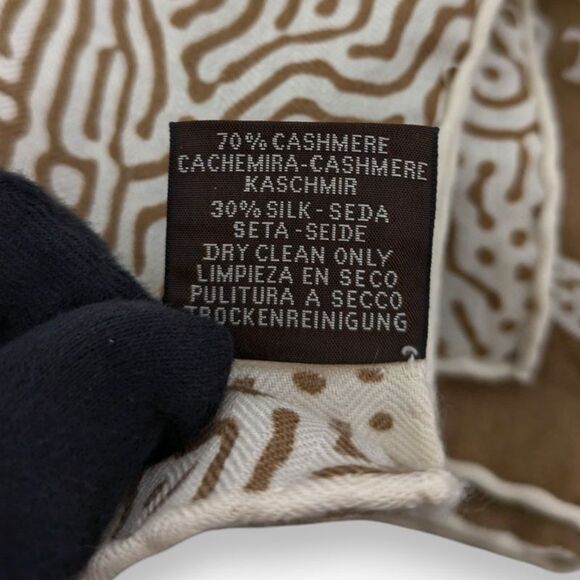 70% CASHMERE
CACHEMIRA-CASHMERE
KASCHMIR
30% SILK-SEDA
SETA-SEIDE
DRY CLEAN ONLY
LIMPIEZA EN SECO
PULITURA A SECCO
TROCKENREINIGUNG